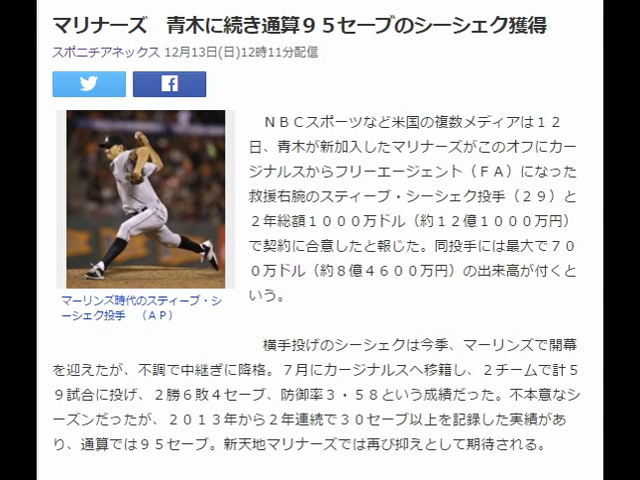 マリナーズ　青木に続き通算９５セーブのシーシェク獲得
スポニチアネックス 12月13日(日)12時11分配信
　ＮＢＣスポーツなど米国の複数メディアは１２
日、青木が新加入したマリナーズがこのオフにカー
ジナルスからフリーエージェント（ＦＡ）になった
救援右腕のスティーブ・シーシェク投手（２９）と
２年総額１０００万ドル（約１２億１０００万円）
で契約に合意したと報じた。同投手には最大で７０
０万ドル（約８億４６００万円）の出来高が付くと
いう。
マーリンズ時代のスティーブ・シ
ーシェク投手　（ＡＰ）
　横手投げのシーシェクは今季、マーリンズで開幕
を迎えたが、不調で中継ぎに降格。７月にカージナルスへ移籍し、２チームで計５
９試合に投げ、２勝６敗４セーブ、防御率３・５８という成績だった。不本意なシ
ーズンだったが、２０１３年から２年連続で３０セーブ以上を記録した実績があ
り、通算では９５セーブ。新天地マリナーズでは再び抑えとして期待される。